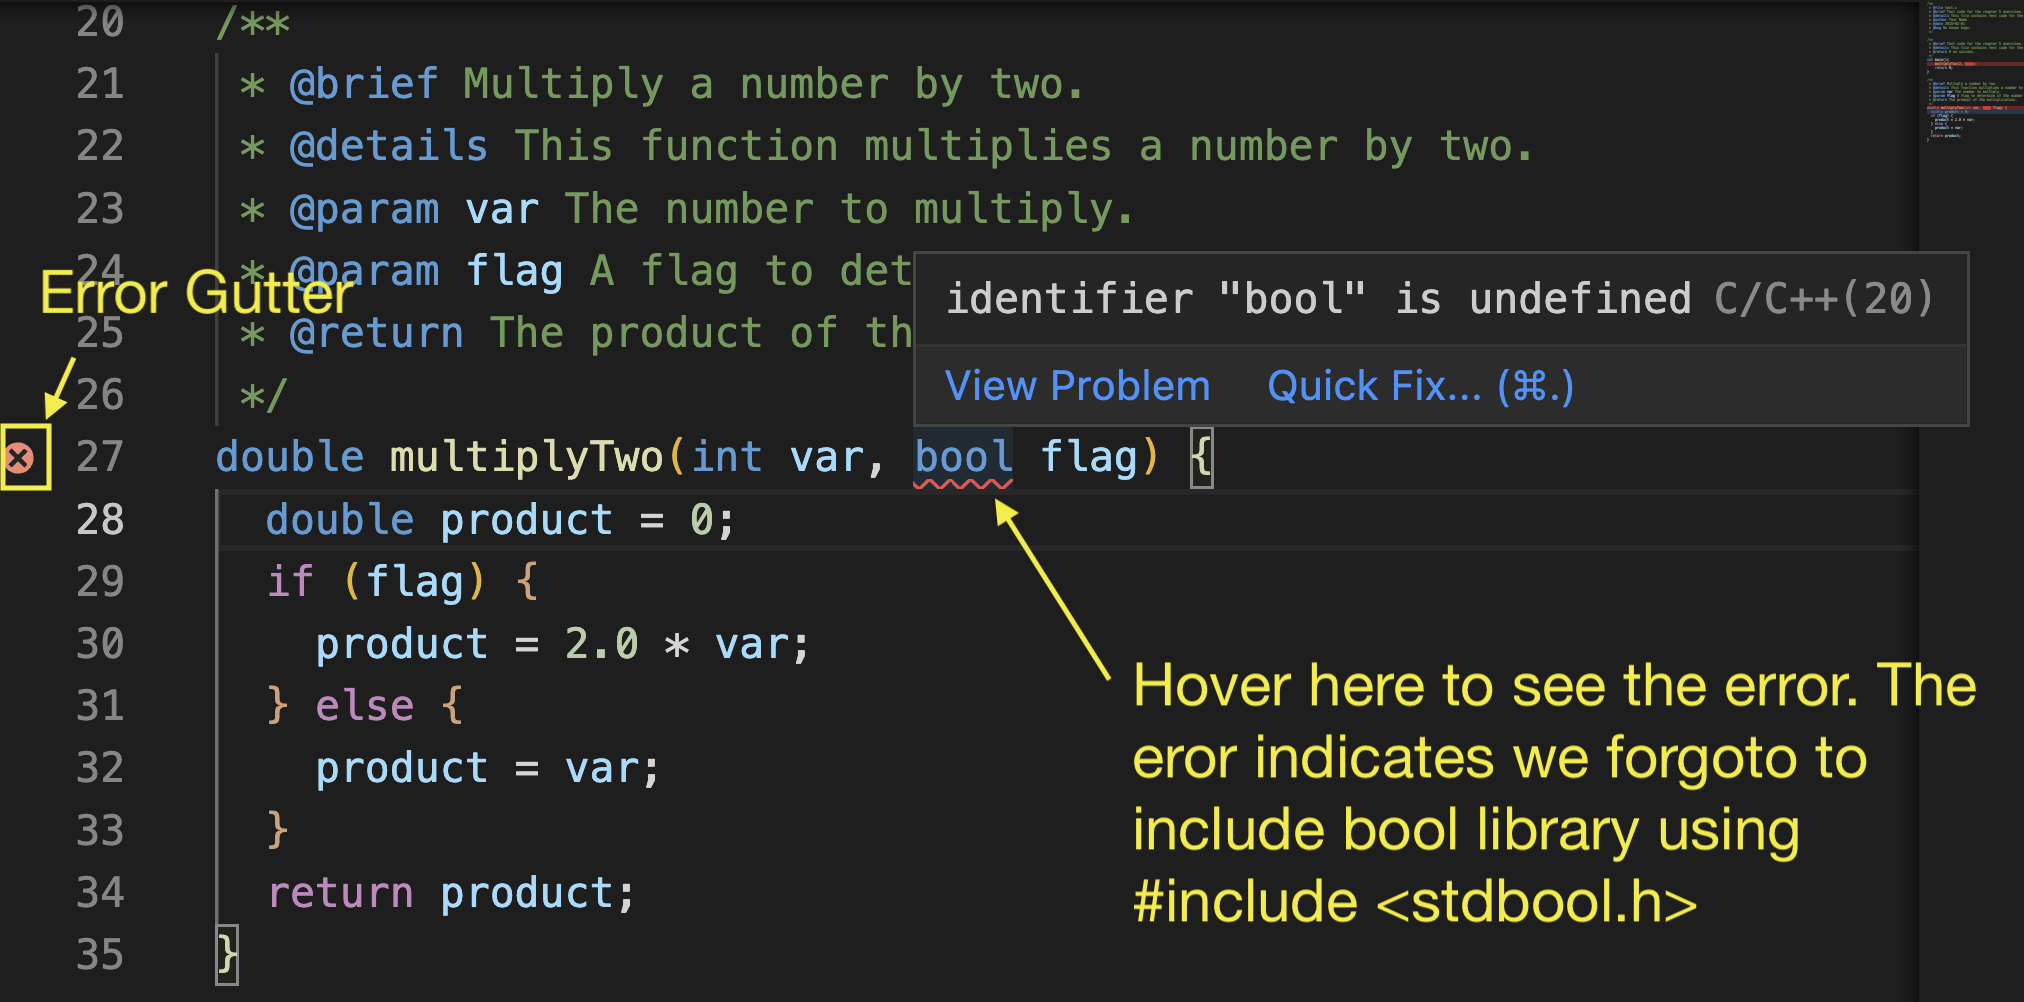 20 /**
21 * @brief Multiply a number by two.
22 * @details This function multiplies a number by two.
23 * @param var The number to multiply.
24 * @param flag A flag to det
Error Gutter
25 * @return The product of th
26 */
identifier "bool" is undefined C/C++(20)
View Problem Quick Fix... (⌘.)
27 double multiplyTwo(int var, bool flag) {
28 double product = 0;
29 if (flag) {
30 product = 2.0 * var;
31 } else {
32 product = var;
33 }
34 return product;
35 }
Hover here to see the error. The
eror indicates we forgoto to
include bool library using
#include <stdbool.h>